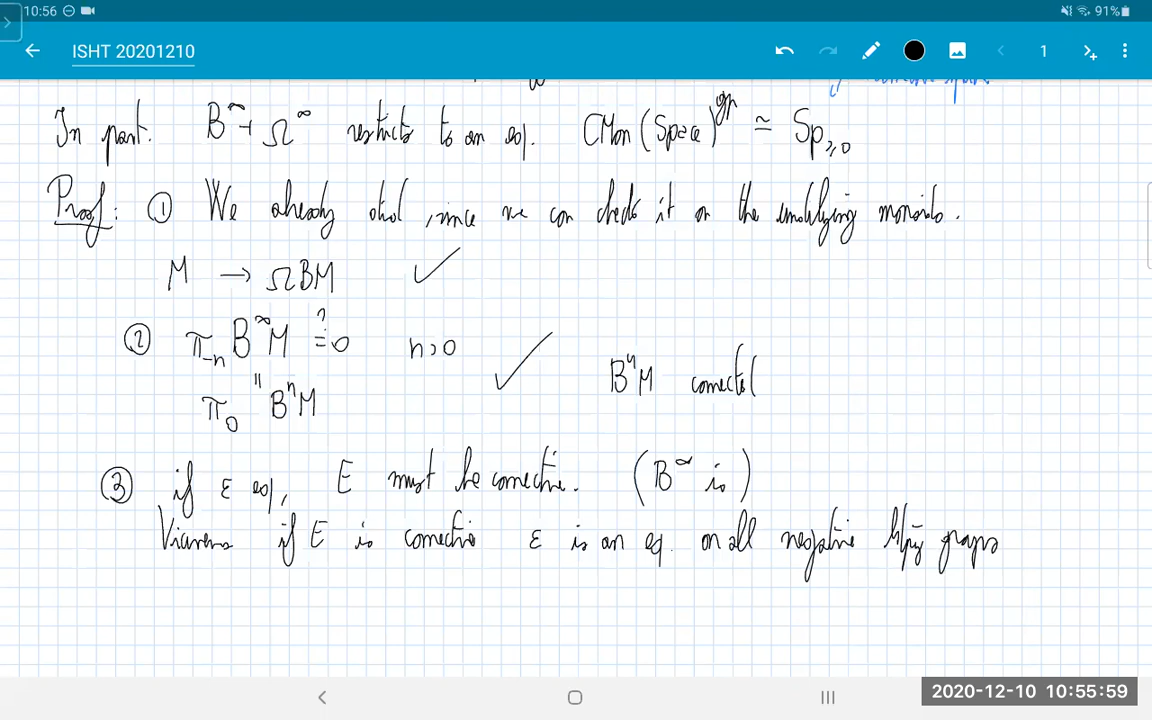 10:56
91%
ISHT 20201210
1
In part. B^∞ ⊣ Ω^∞ restricts to an eq. CMon(Space)^gp ≃ Sp_≥0
Proof: ① We already did, since we can check it on the underlying monoids.
M → ΩBM ✓
② π_-n B^∞M ?= 0 n>0 ✓
π_0 B^nM B^nM connected
③ if ε eq, E must be connective. (B^∞ is)
Viceversa if E is connective ε is an eq. on all negative htpy groups
2020-12-10 10:55:59